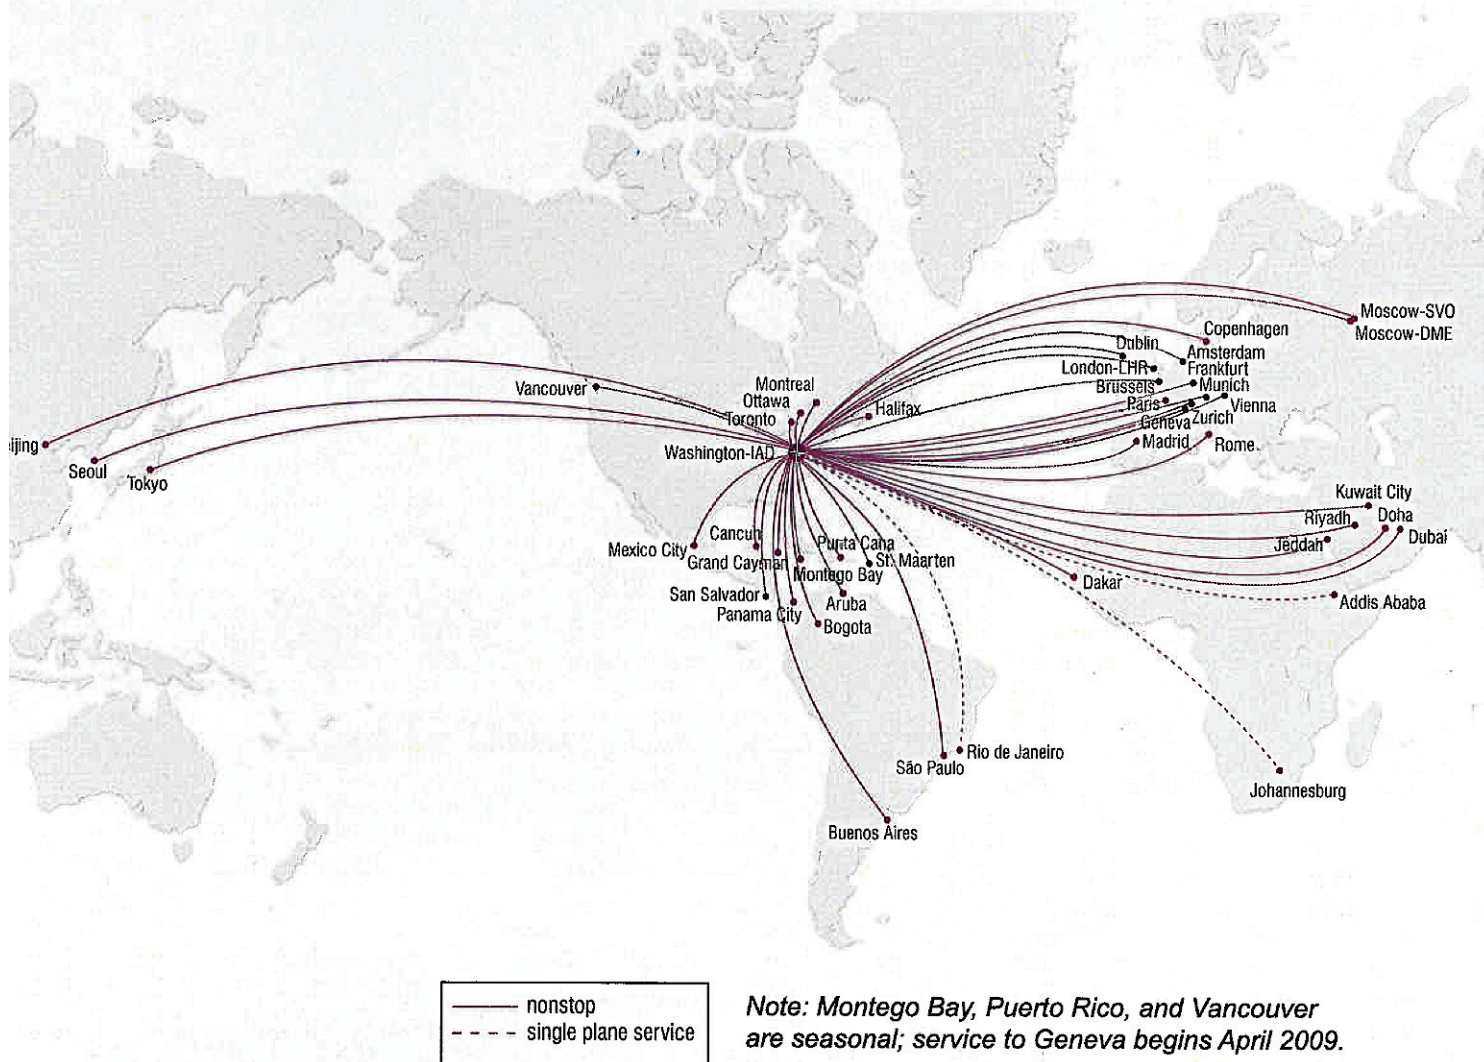 Moscow-SVO
Moscow-DME
Copenhagen
Dublin
Amsterdam
London-LHR
Frankfurt
Brussels
Munich
Paris
Vienna
Geneva
Zurich
Madrid
Rome
Vancouver
Montreal
Ottawa
Toronto
Halifax
Washington-IAD
ijing
Seoul
Tokyo
Kuwait City
Riyadh
Doha
Jeddah
Dubai
Mexico City
Cancun
Grand Cayman
Punta Cana
Montego Bay
St. Maarten
San Salvador
Panama City
Aruba
Bogota
Dakar
Addis Ababa
Rio de Janeiro
São Paulo
Johannesburg
Buenos Aires
nonstop
single plane service
Note: Montego Bay, Puerto Rico, and Vancouver
are seasonal; service to Geneva begins April 2009.